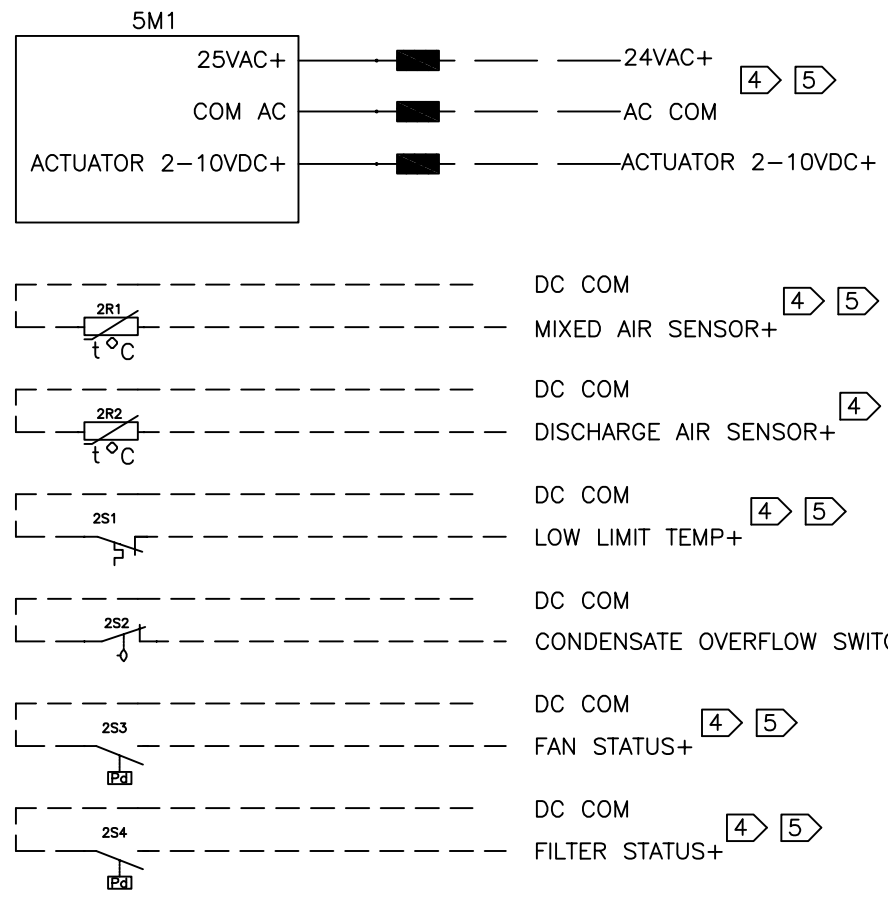 5M1
25VAC+ 24VAC+ 4 5
COM AC AC COM
ACTUATOR 2-10VDC+ ACTUATOR 2-10VDC+
DC COM
2R1 4 5
MIXED AIR SENSOR+
t°C
DC COM
2R2 4
DISCHARGE AIR SENSOR+
t°C
DC COM
2S1 4 5
LOW LIMIT TEMP+
DC COM
2S2
CONDENSATE OVERFLOW
DC COM
2S3 4 5
FAN STATUS+
Pd
DC COM
2S4 4 5
FILTER STATUS+
Pd